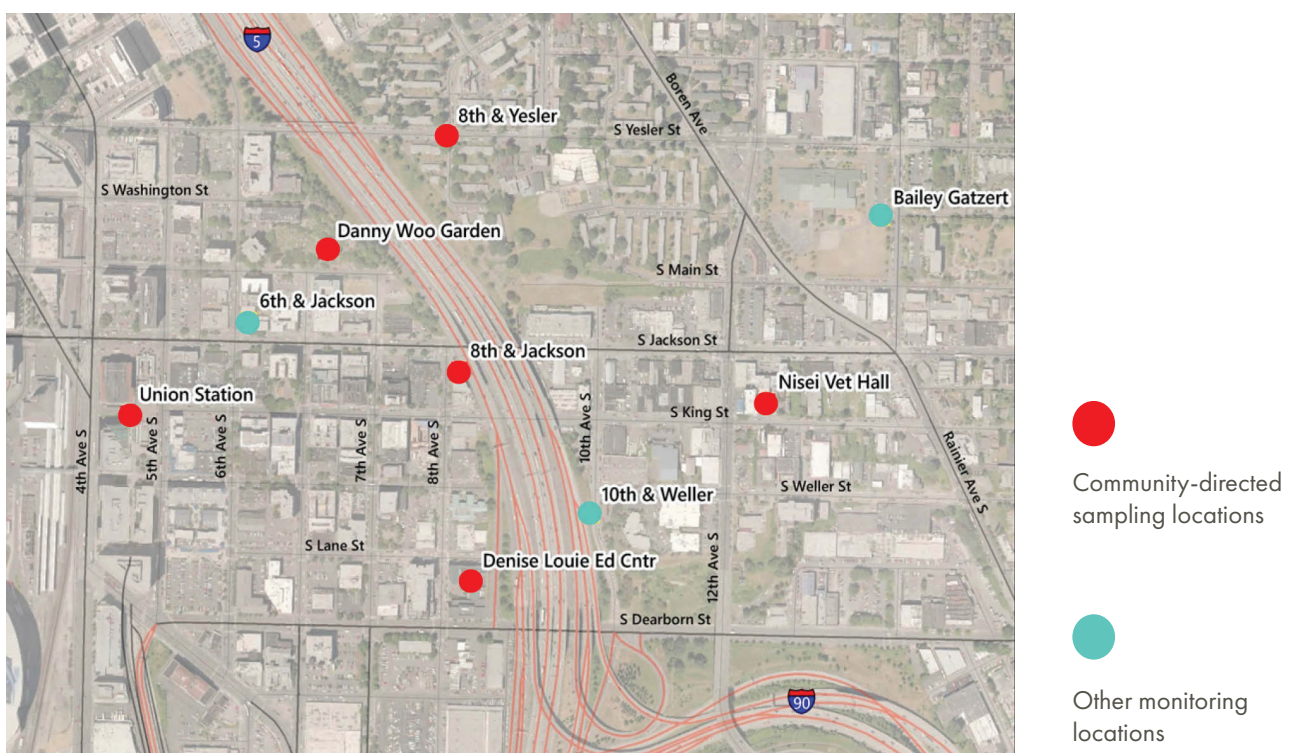 5
8th & Yesler
Boren Ave
S Yesler St
S Washington St
Bailey Gatzert
Danny Woo Garden
S Main St
6th & Jackson
S Jackson St
8th & Jackson
Nisei Vet Hall
Union Station
S King St
4th Ave S
5th Ave S
6th Ave S
7th Ave S
8th Ave S
10th Ave S
Rainier Ave S
10th & Weller
S Weller St
S Lane St
Denise Louie Ed Cntr
12th Ave S
S Dearborn St
90
Community-directed
sampling locations
Other monitoring
locations